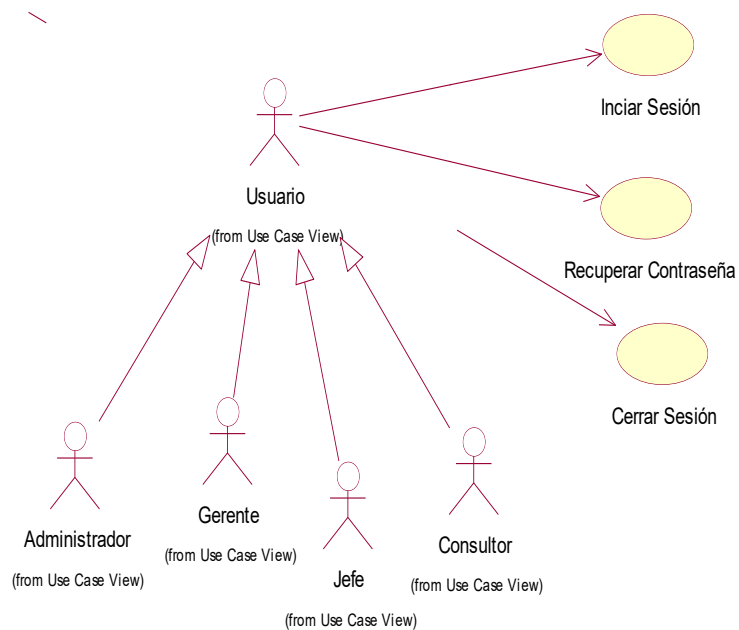 Inciar Sesión
Usuario
(from Use Case View)
Recuperar Contraseña
Cerrar Sesión
Administrador
(from Use Case View)
Gerente
(from Use Case View)
Jefe
(from Use Case View)
Consultor
(from Use Case View)